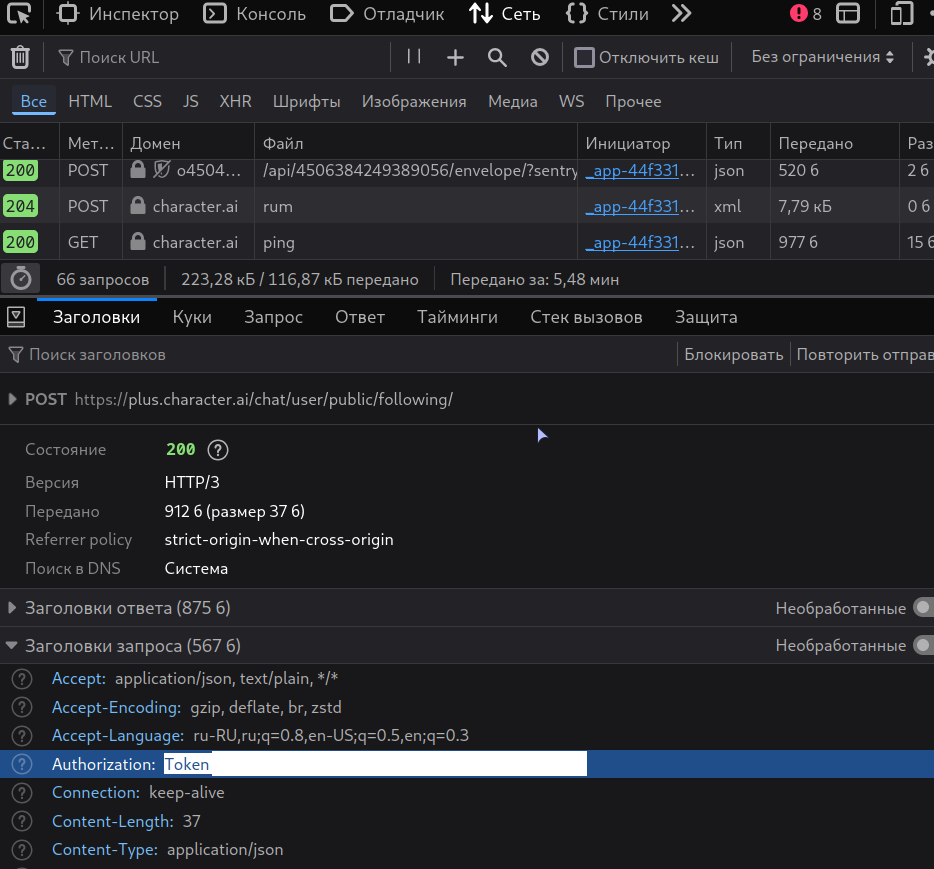 Инспектор Консоль Отладчик Сеть Стили 8
Поиск URL Отключить кеш Без ограничения
Все HTML CSS JS XHR Шрифты Изображения Медиа WS Прочее
Ста... Мет... Домен Файл Инициатор Тип Передано Раз
200 POST o4504... /api/4506384249389056/envelope/?sentry _app-44f331... json 520 б 2 б
204 POST character.ai rum _app-44f331... xml 7,79 кБ 0 б
200 GET character.ai ping _app-44f331... json 977 б 15 б
66 запросов 223,28 кБ / 116,87 кБ передано Передано за: 5,48 мин
Заголовки Куки Запрос Ответ Тайминги Стек вызовов Защита
Поиск заголовков Блокировать Повторить отправ
POST https://plus.character.ai/chat/user/public/following/
Состояние 200 ?
Версия HTTP/3
Передано 912 б (размер 37 б)
Referrer policy strict-origin-when-cross-origin
Поиск в DNS Система
Заголовки ответа (875 б) Необработанные
Заголовки запроса (567 б) Необработанные
? Accept: application/json, text/plain, */*
? Accept-Encoding: gzip, deflate, br, zstd
? Accept-Language: ru-RU,ru;q=0.8,en-US;q=0.5,en;q=0.3
? Authorization: Token
? Connection: keep-alive
? Content-Length: 37
? Content-Type: application/json